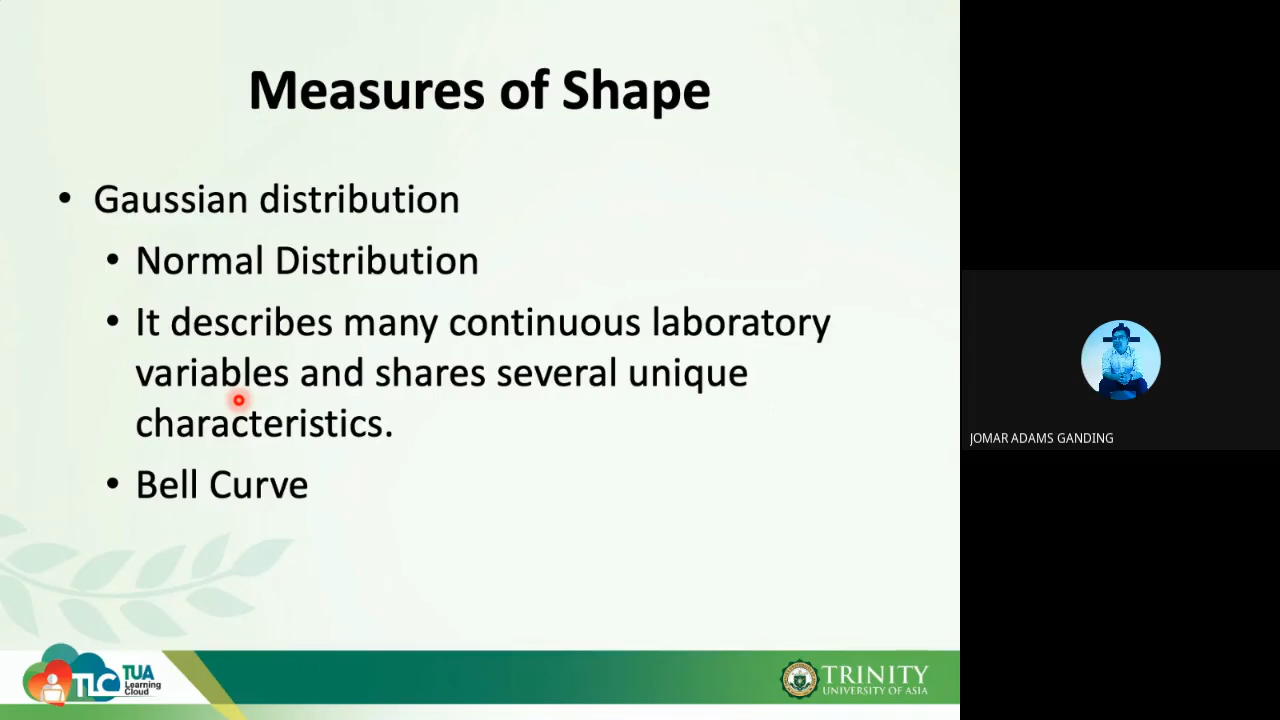 Measures of Shape
• Gaussian distribution
• Normal Distribution
• It describes many continuous laboratory
variables and shares several unique
characteristics.
• Bell Curve
JOMAR ADAMS GANDING
TLC TUA
Learning
Cloud
TRINITY
UNIVERSITY OF ASIA